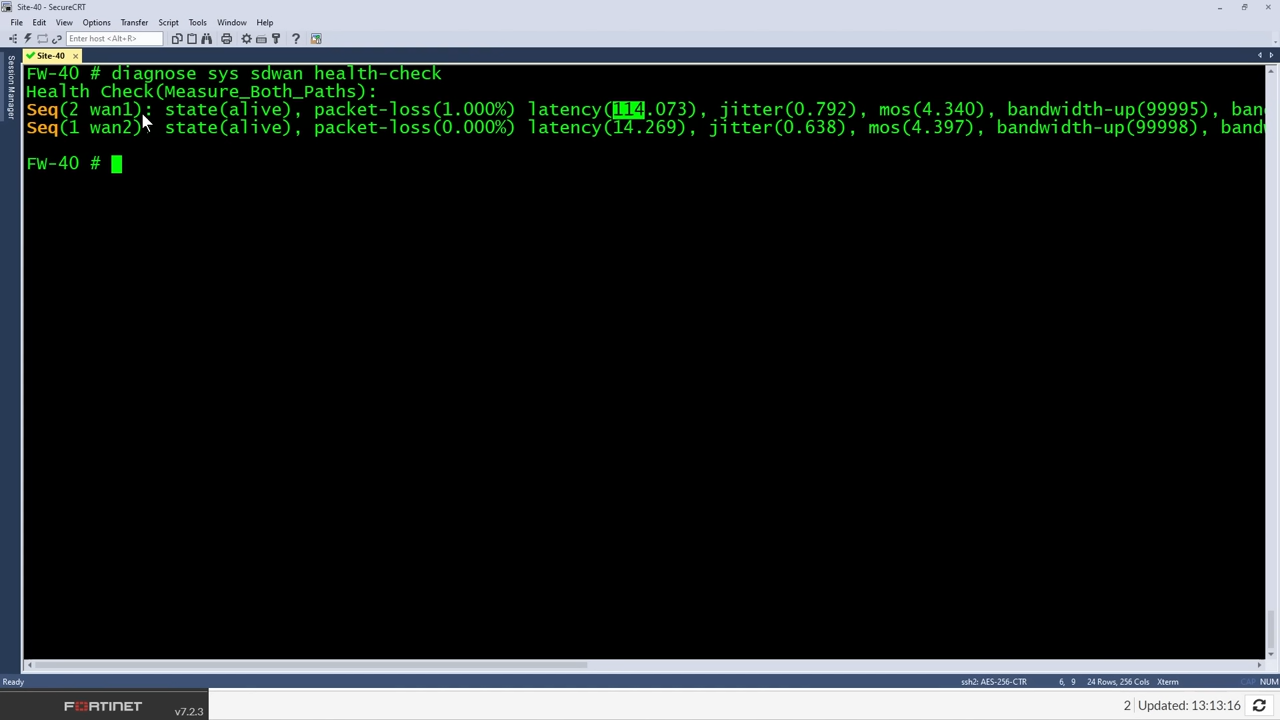 Site-40 - SecureCRT
File Edit View Options Transfer Script Tools Window Help
Enter host <Alt+R>
Session Manager
Site-40
FW-40 # diagnose sys sdwan health-check
Health Check(Measure_Both_Paths):
Seq(2 wan1): state(alive), packet-loss(1.000%) latency(114.073), jitter(0.792), mos(4.340), bandwidth-up(99995), ban
Seq(1 wan2): state(alive), packet-loss(0.000%) latency(14.269), jitter(0.638), mos(4.397), bandwidth-up(99998), bandw
FW-40 #
Ready ssh2: AES-256-CTR 6, 9 24 Rows, 256 Cols Xterm CAP NUM
FORTINET v7.2.3 2 Updated: 13:13:16